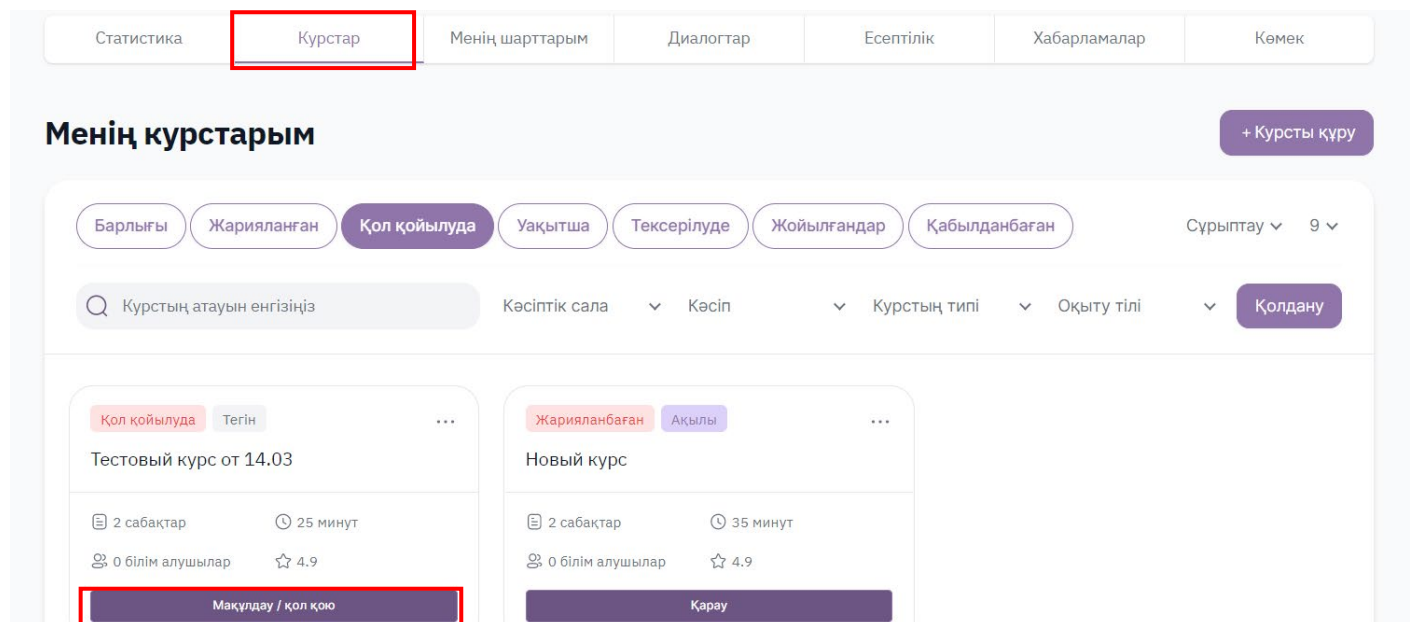 Статистика Курстар Менің шарттарым Диалогтар Есептілік Хабарламалар Көмек
Менің курстарым
+ Курсты құру
Барлығы Жарияланған Қол қойылуда Уақытша Тексерілуде Жойылғандар Қабылданбаған Сұрыптау 9
Курстың атауын енгізіңіз Кәсіптік сала Кәсіп Курстың типі Оқыту тілі Қолдану
Қол қойылуда Тегін ...
Тестовый курс от 14.03
2 сабақтар 25 минут
0 білім алушылар 4.9
Мақұлдау / қол қою
Жарияланбаған Ақылы ...
Новый курс
2 сабақтар 35 минут
0 білім алушылар 4.9
Қарау